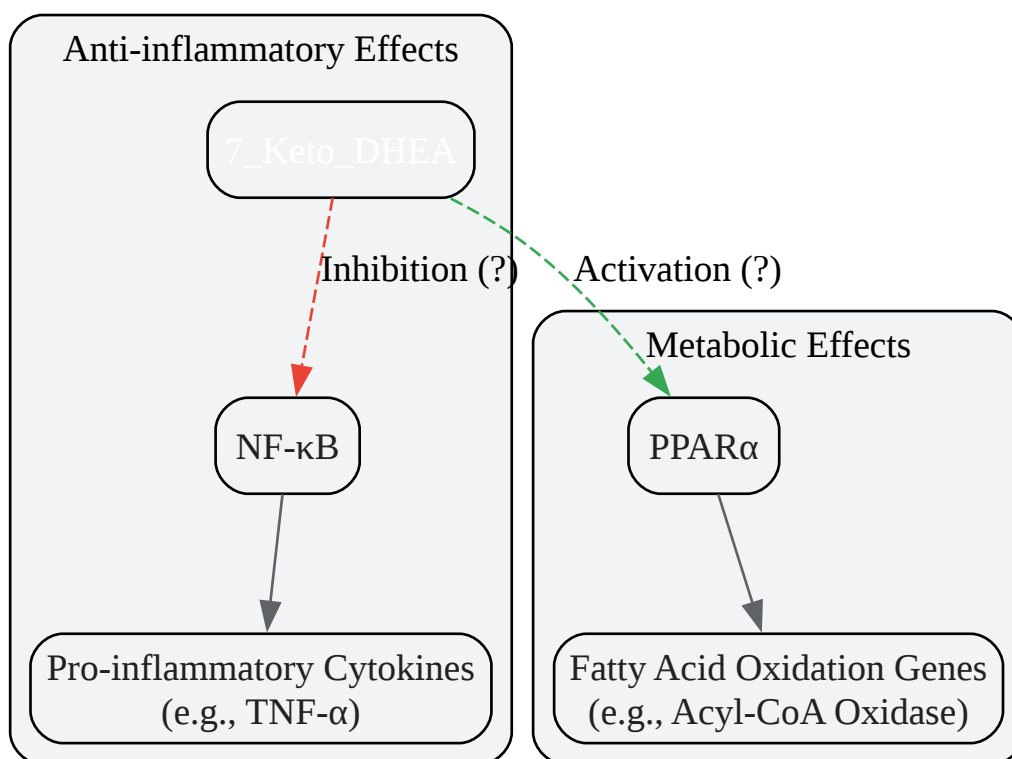 Anti-inflammatory Effects
7_Keto_DHEA
Inhibition (?)
Activation (?)
Metabolic Effects
NF-κB
PPARα
Pro-inflammatory Cytokines
(e.g., TNF-α)
Fatty Acid Oxidation Genes
(e.g., Acyl-CoA Oxidase)